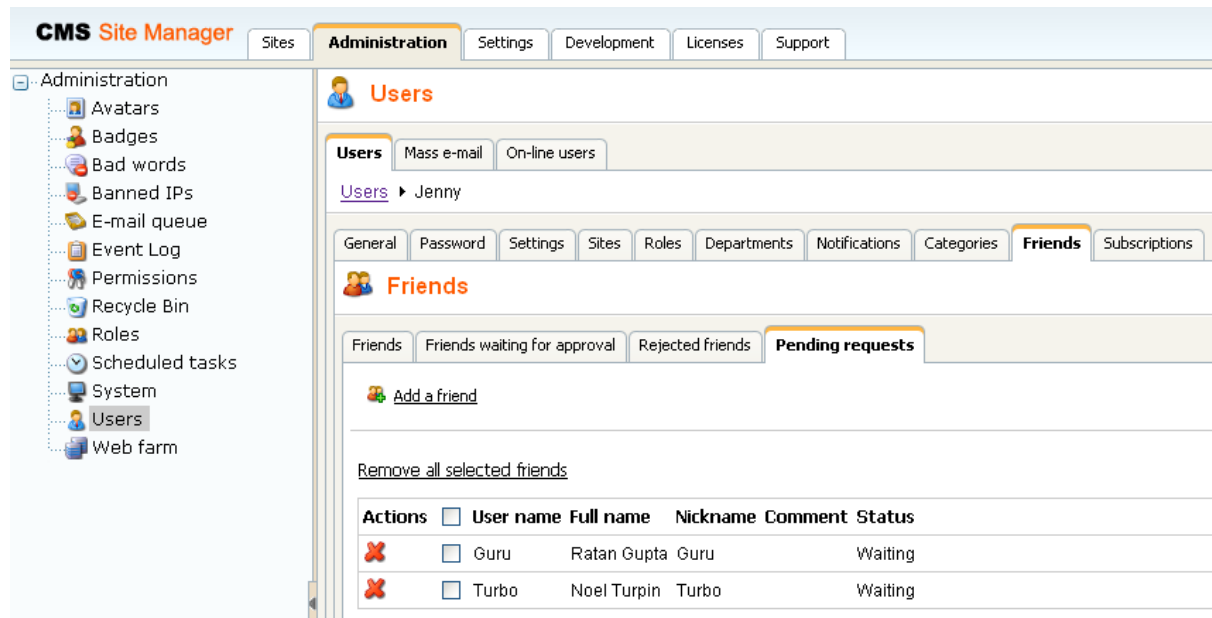 CMS Site Manager
Sites Administration Settings Development Licenses Support
Administration
Avatars
Badges
Bad words
Banned IPs
E-mail queue
Event Log
Permissions
Recycle Bin
Roles
Scheduled tasks
System
Users
Web farm
Users
Users Mass e-mail On-line users
Users Jenny
General Password Settings Sites Roles Departments Notifications Categories Friends Subscriptions
Friends
Friends Friends waiting for approval Rejected friends Pending requests
Add a friend
Remove all selected friends
Actions User name Full name Nickname Comment Status
Guru Ratan Gupta Guru Waiting
Turbo Noel Turpin Turbo Waiting